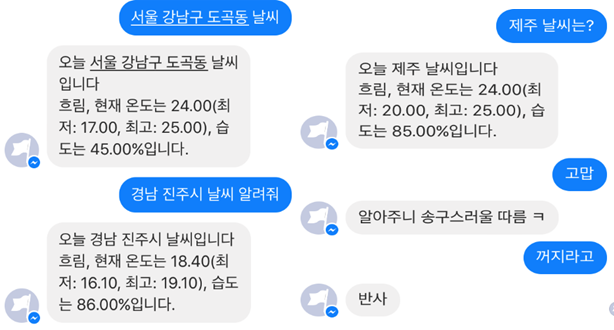 서울 강남구 도곡동 날씨
오늘 서울 강남구 도곡동 날씨
입니다
흐림, 현재 온도는 24.00(최
저: 17.00, 최고: 25.00), 습
도는 45.00%입니다.
경남 진주시 날씨 알려줘
오늘 경남 진주시 날씨입니다
흐림, 현재 온도는 18.40(최
저: 16.10, 최고: 19.10), 습도
는 86.00%입니다.
제주 날씨는?
오늘 제주 날씨입니다
흐림, 현재 온도는 24.00(최
저: 20.00, 최고: 25.00), 습
도는 85.00%입니다.
고맙
알아주니 송구스러울 따름 ㅋ
꺼지라고
반사